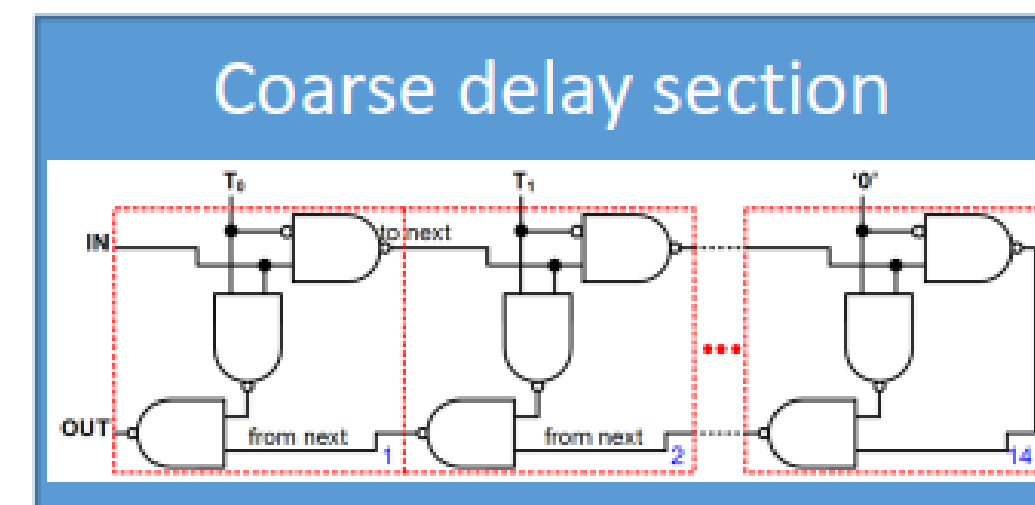 Coarse delay section
T₀ T₁ '0'
IN to next
OUT from next 1 from next 2 14